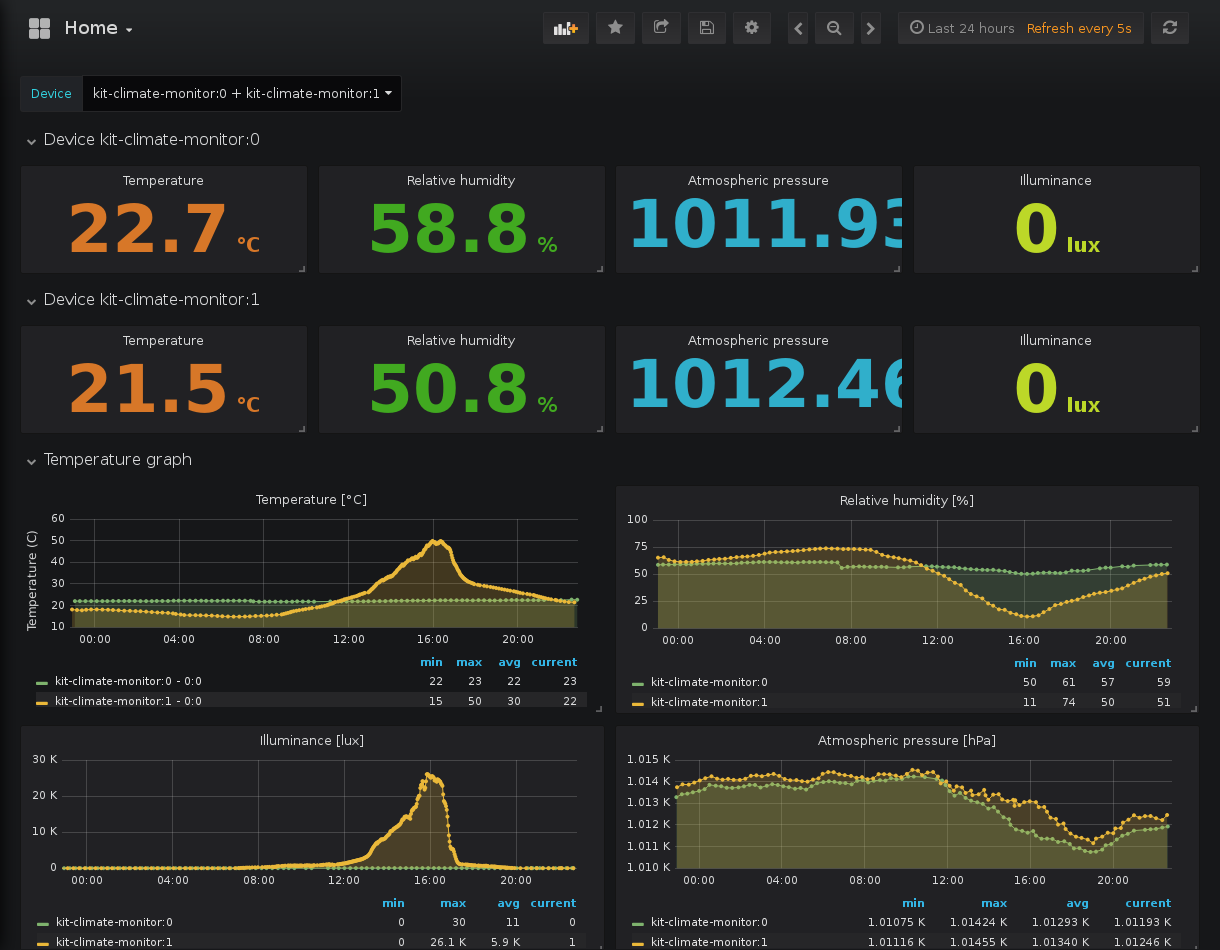 Home
Last 24 hours Refresh every 5s
Device kit-climate-monitor:0 + kit-climate-monitor:1
Device kit-climate-monitor:0
Temperature
22.7 °C
Relative humidity
58.8 %
Atmospheric pressure
1011.93
Illuminance
0 lux
Device kit-climate-monitor:1
Temperature
21.5 °C
Relative humidity
50.8 %
Atmospheric pressure
1012.46
Illuminance
0 lux
Temperature graph
Temperature [°C]
Temperature (C)
60
50
40
30
20
10
00:00 04:00 08:00 12:00 16:00 20:00
min max avg current
kit-climate-monitor:0 - 0:0 22 23 22 23
kit-climate-monitor:1 - 0:0 15 50 30 22
Relative humidity [%]
100
75
50
25
0
00:00 04:00 08:00 12:00 16:00 20:00
min max avg current
kit-climate-monitor:0 50 61 57 59
kit-climate-monitor:1 11 74 50 51
Illuminance [lux]
30 K
20 K
10 K
0
00:00 04:00 08:00 12:00 16:00 20:00
min max avg current
kit-climate-monitor:0 0 30 11 0
kit-climate-monitor:1 0 26.1 K 5.9 K 1
Atmospheric pressure [hPa]
1.015 K
1.014 K
1.013 K
1.012 K
1.011 K
1.010 K
00:00 04:00 08:00 12:00 16:00 20:00
min max avg current
kit-climate-monitor:0 1.01075 K 1.01424 K 1.01293 K 1.01193 K
kit-climate-monitor:1 1.01116 K 1.01455 K 1.01340 K 1.01246 K